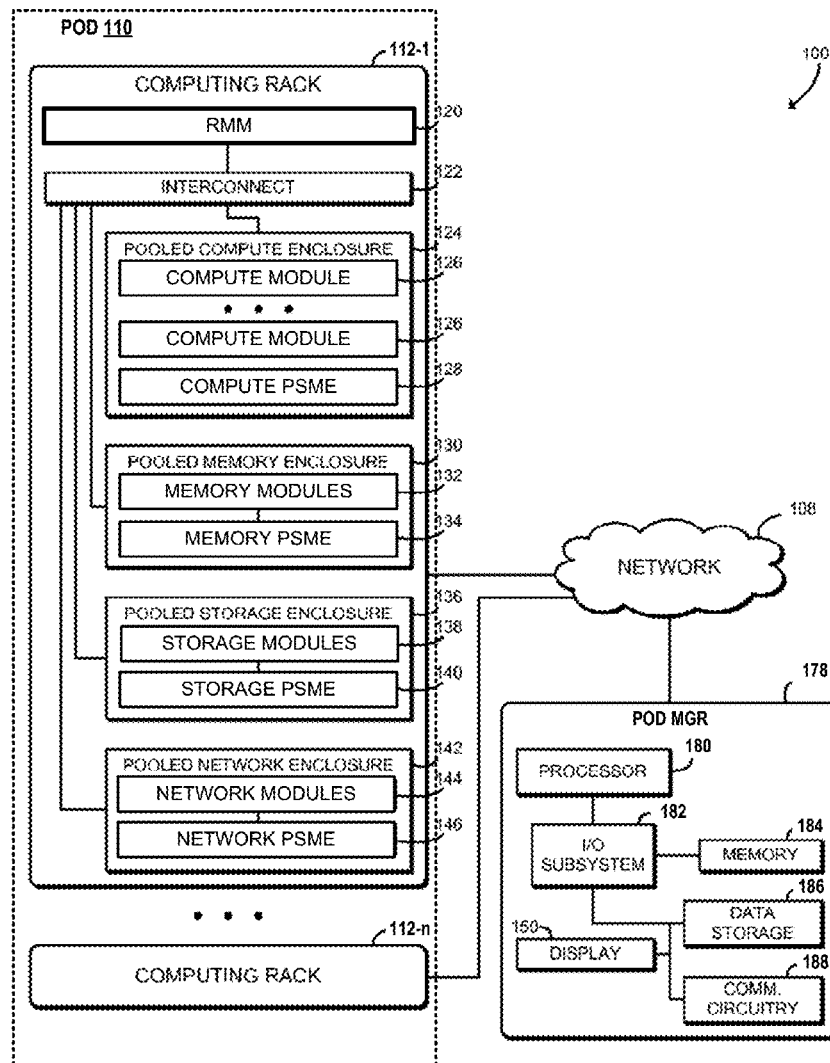 POD 110
112-1
100
COMPUTING RACK
120
RMM
122
INTERCONNECT
124
POOLED COMPUTE ENCLOSURE
126
COMPUTE MODULE
126
COMPUTE MODULE
128
COMPUTE PSME
130
POOLED MEMORY ENCLOSURE
132
MEMORY MODULES
134
MEMORY PSME
108
NETWORK
136
POOLED STORAGE ENCLOSURE
138
STORAGE MODULES
140
STORAGE PSME
178
POD MGR
142
POOLED NETWORK ENCLOSURE
144
NETWORK MODULES
146
NETWORK PSME
180
PROCESSOR
182
I/O
SUBSYSTEM
184
MEMORY
186
DATA
STORAGE
150
DISPLAY
188
COMM.
CIRCUITRY
112-n
COMPUTING RACK